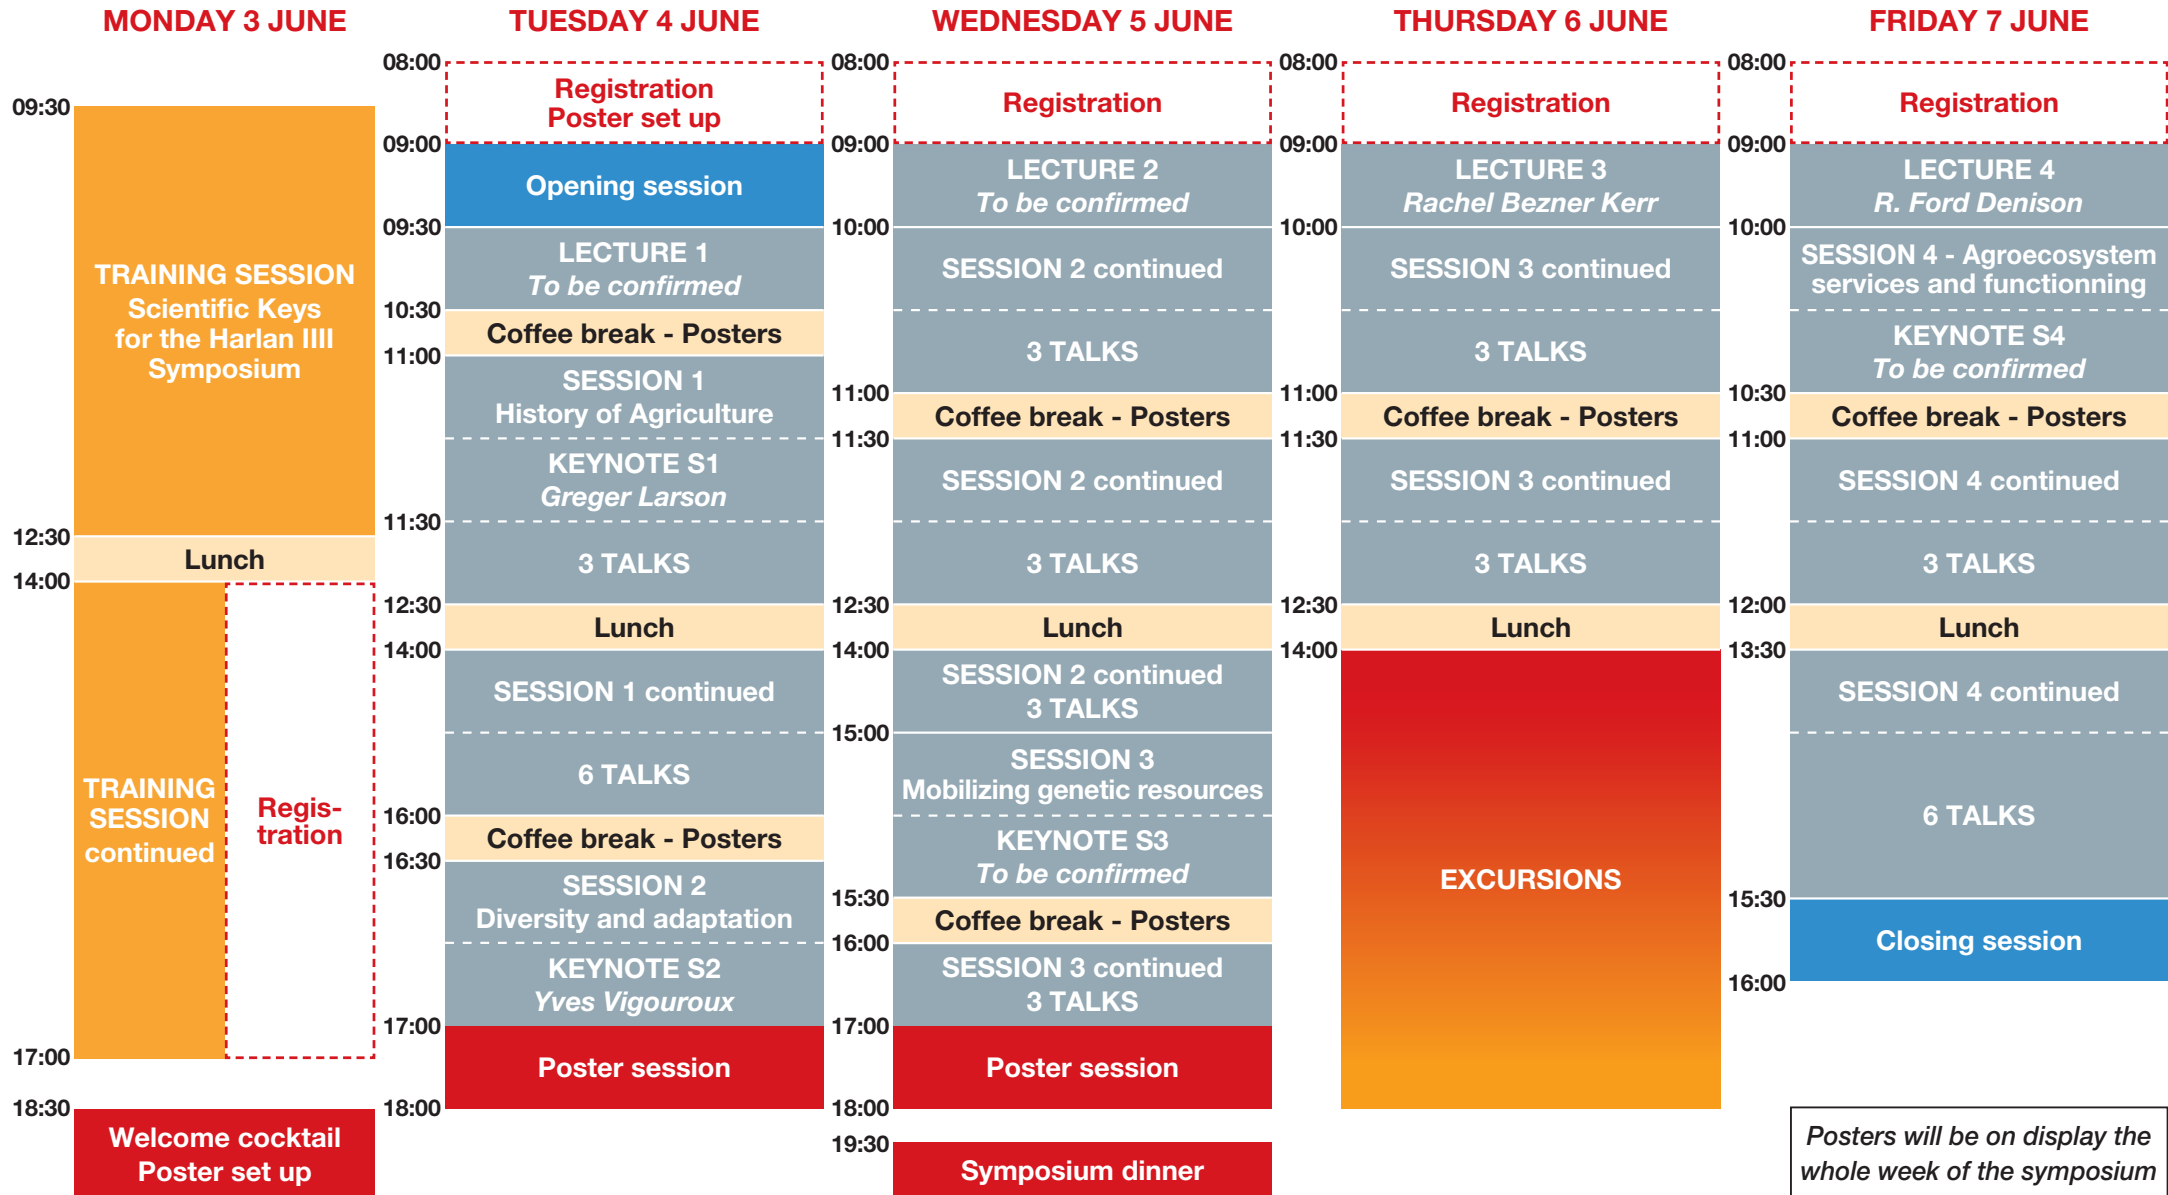 MONDAY 3 JUNE
09:30
TRAINING SESSION
Scientific Keys
for the Harlan IIII
Symposium
12:30
Lunch
14:00
TRAINING
SESSION
continued
Regis-
tration
17:00
18:30
Welcome cocktail
Poster set up
TUESDAY 4 JUNE
08:00
Registration
Poster set up
09:00
Opening session
09:30
LECTURE 1
To be confirmed
10:30
Coffee break - Posters
11:00
SESSION 1
History of Agriculture
KEYNOTE S1
Greger Larson
11:30
3 TALKS
12:30
Lunch
14:00
SESSION 1 continued
6 TALKS
16:00
Coffee break - Posters
16:30
SESSION 2
Diversity and adaptation
KEYNOTE S2
Yves Vigouroux
17:00
Poster session
18:00
WEDNESDAY 5 JUNE
08:00
Registration
09:00
LECTURE 2
To be confirmed
10:00
SESSION 2 continued
3 TALKS
11:00
Coffee break - Posters
11:30
SESSION 2 continued
3 TALKS
12:30
Lunch
14:00
SESSION 2 continued
3 TALKS
15:00
SESSION 3
Mobilizing genetic resources
KEYNOTE S3
To be confirmed
15:30
Coffee break - Posters
16:00
SESSION 3 continued
3 TALKS
17:00
Poster session
18:00
19:30
Symposium dinner
THURSDAY 6 JUNE
08:00
Registration
09:00
LECTURE 3
Rachel Bezner Kerr
10:00
SESSION 3 continued
3 TALKS
11:00
Coffee break - Posters
11:30
SESSION 3 continued
3 TALKS
12:30
Lunch
14:00
EXCURSIONS
FRIDAY 7 JUNE
08:00
Registration
09:00
LECTURE 4
R. Ford Denison
10:00
SESSION 4 - Agroecosystem
services and functionning
KEYNOTE S4
To be confirmed
10:30
Coffee break - Posters
11:00
SESSION 4 continued
3 TALKS
12:00
Lunch
13:30
SESSION 4 continued
6 TALKS
15:30
Closing session
16:00
Posters will be on display the
whole week of the symposium